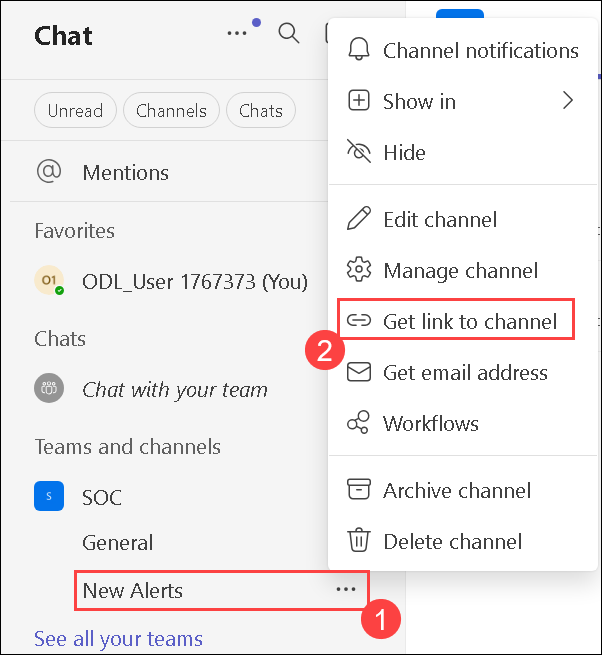 Chat
Unread
Channels
Chats
@ Mentions
Favorites
O1 ODL_User 1767373 (You)
Chats
Chat with your team
Teams and channels
S SOC
General
New Alerts ...
1
See all your teams
Channel notifications
Show in
Hide
Edit channel
Manage channel
Get link to channel
2
Get email address
Workflows
Archive channel
Delete channel